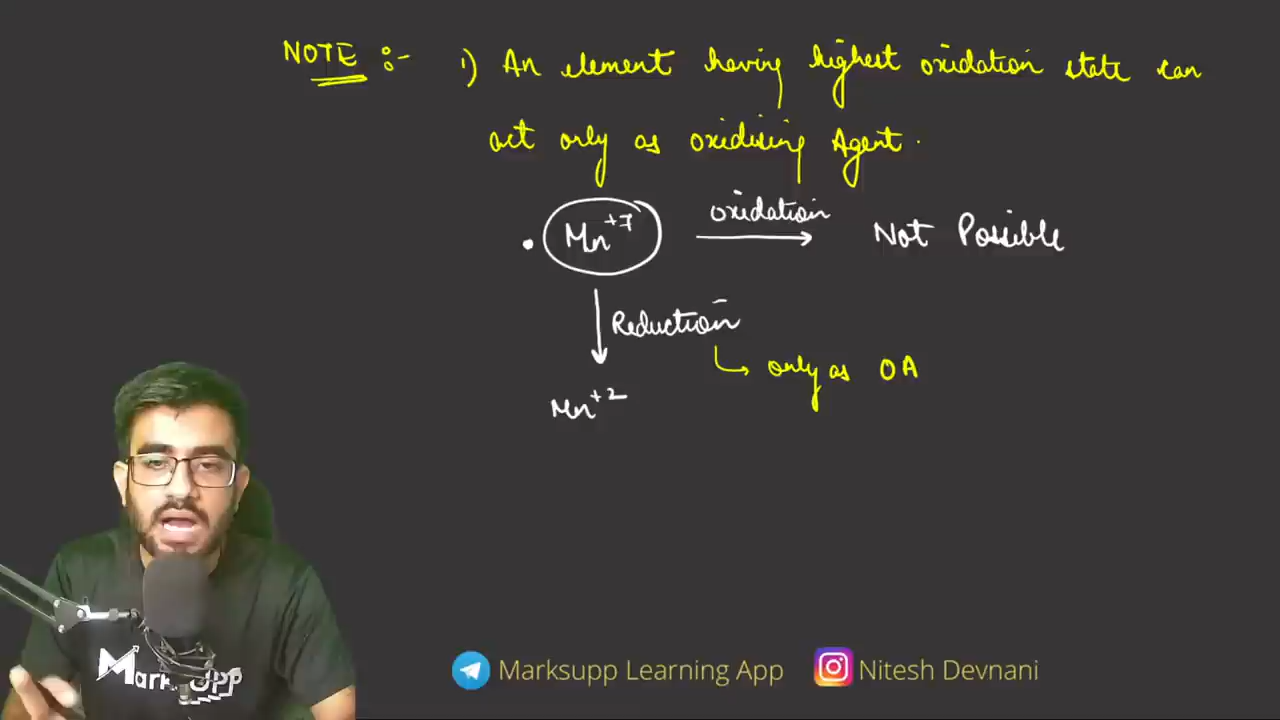 NOTE :- 1) An element having highest oxidation state can
act only as oxidising Agent.
• Mn+7 oxidation Not Possible
Reduction
only as OA
Mn+2
Marksupp
Marksupp Learning App Nitesh Devnani